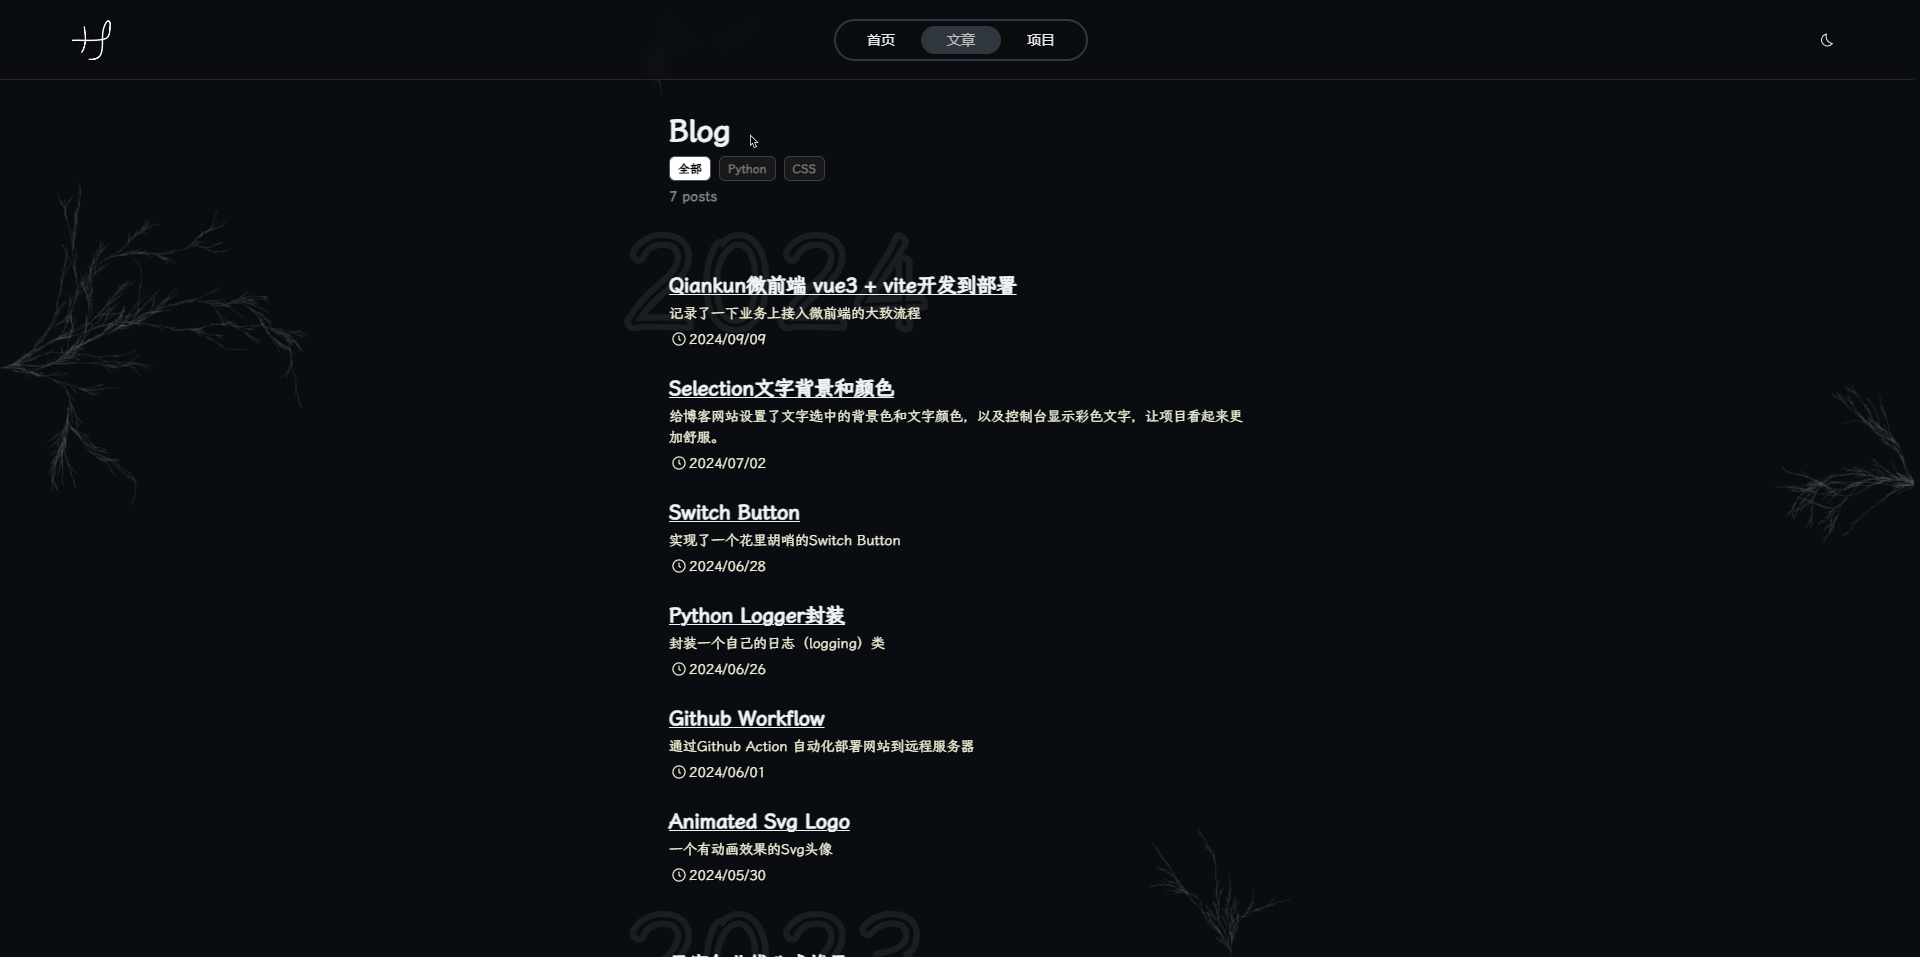 首页 文章 项目
Blog
全部 Python CSS
7 posts
2024
Qiankun微前端 vue3 + vite开发到部署
记录了一下业务上接入微前端的大致流程
2024/09/09
Selection文字背景和颜色
给博客网站设置了文字选中的背景色和文字颜色，以及控制台显示彩色文字，让项目看起来更
加舒服。
2024/07/02
Switch Button
实现了一个花里胡哨的Switch Button
2024/06/28
Python Logger封装
封装一个自己的日志（logging）类
2024/06/26
Github Workflow
通过Github Action 自动化部署网站到远程服务器
2024/06/01
Animated Svg Logo
一个有动画效果的Svg头像
2024/05/30
2023